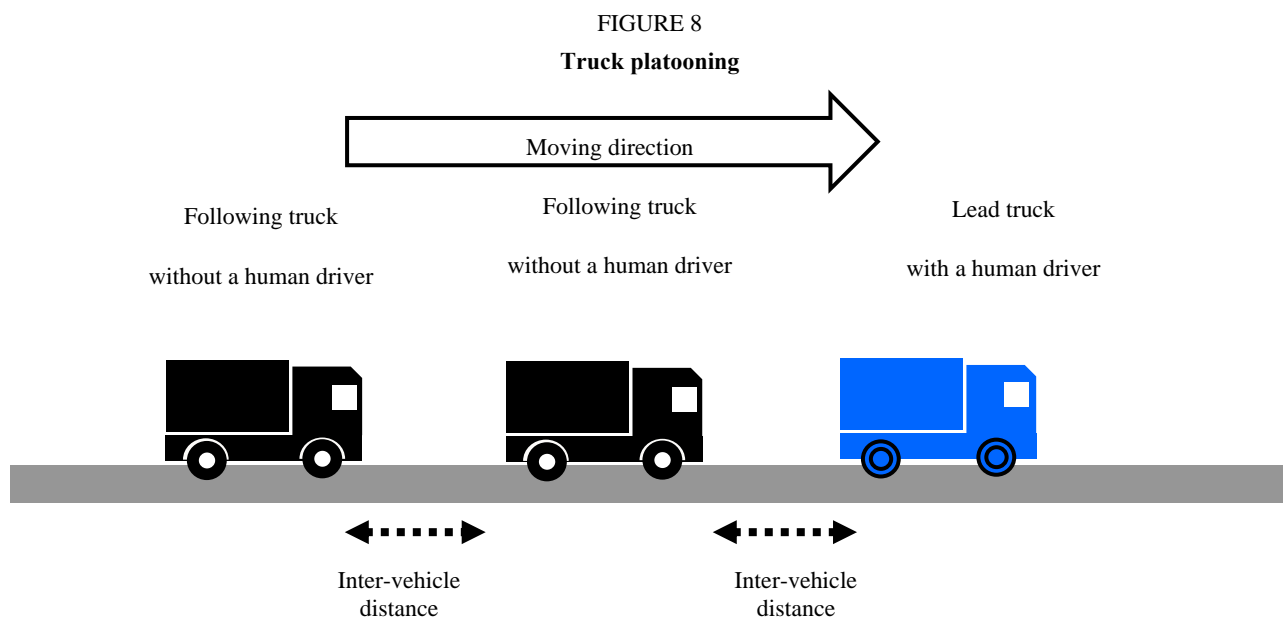 FIGURE 8
Truck platooning
Moving direction
Following truck
without a human driver
Following truck
without a human driver
Lead truck
with a human driver
Inter-vehicle
distance
Inter-vehicle
distance